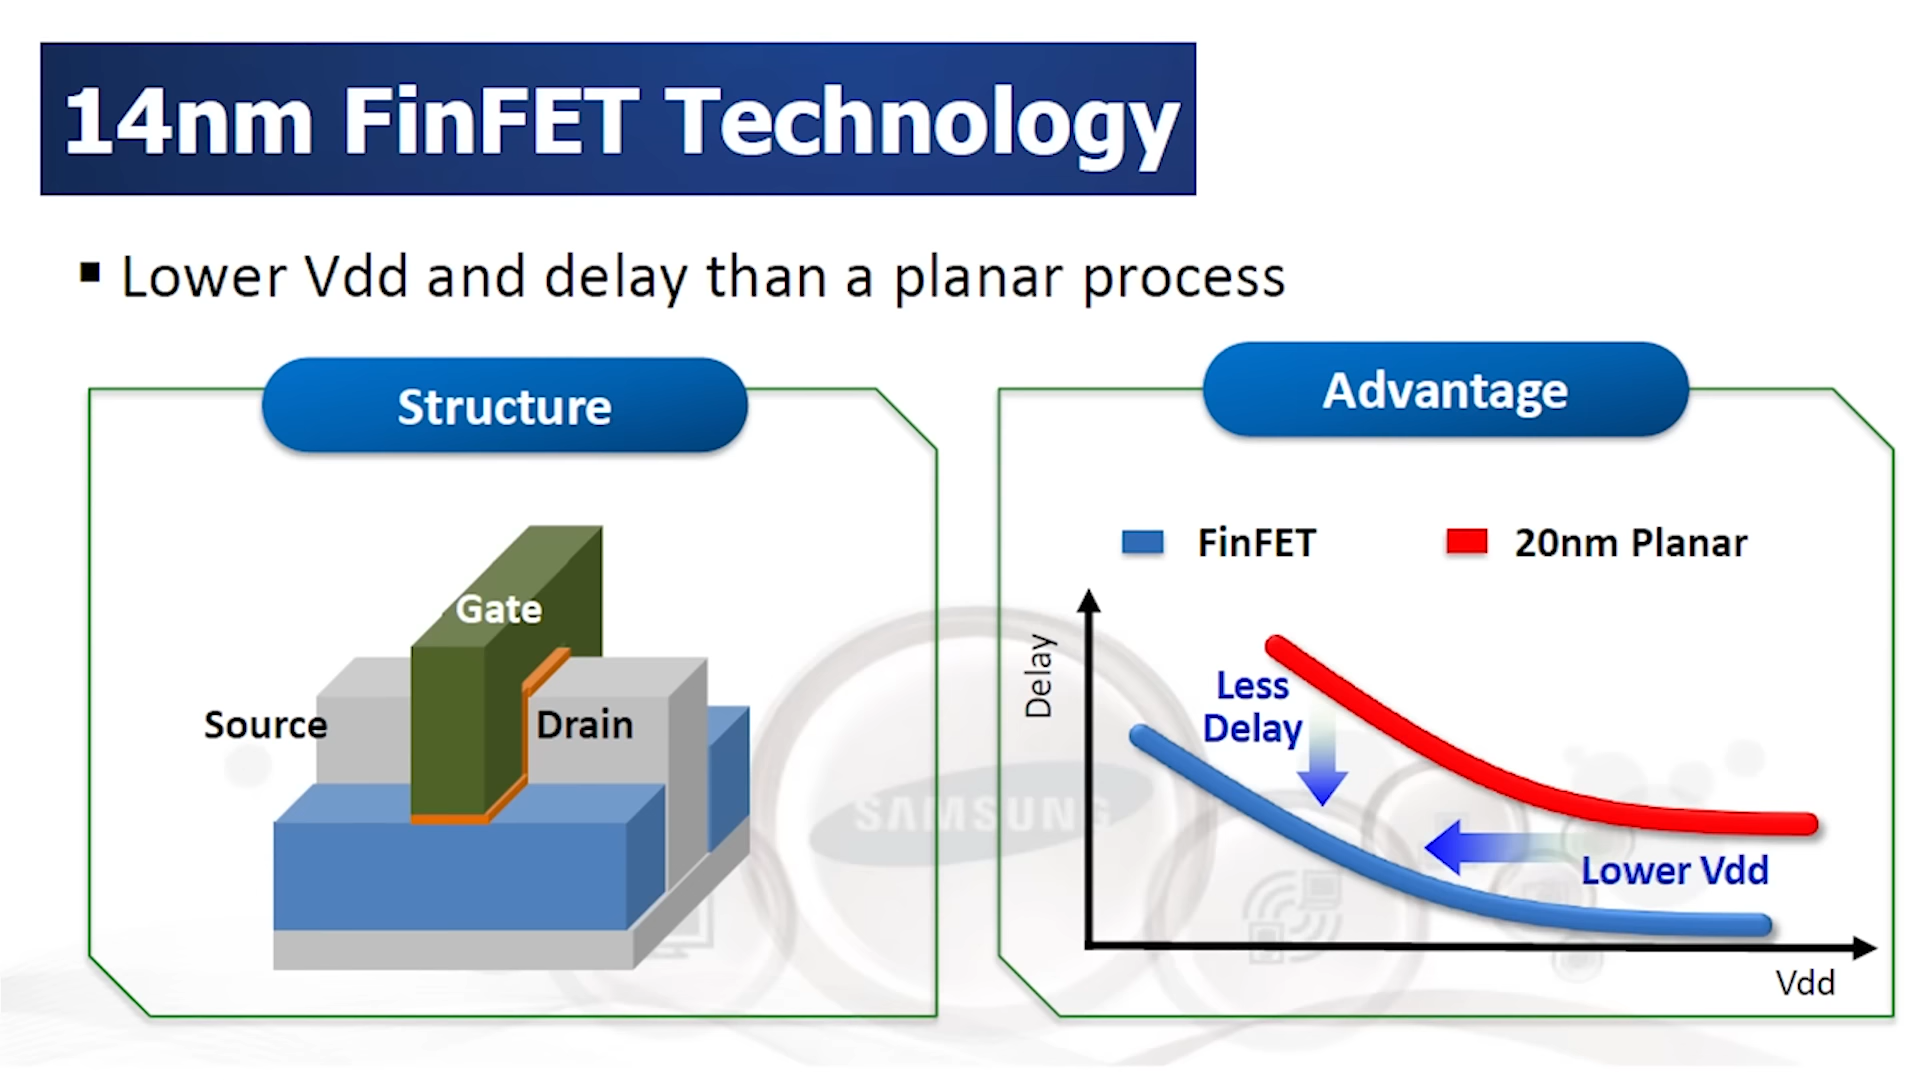 14nm FinFET Technology
Lower Vdd and delay than a planar process
Structure
Gate
Source
Drain
Advantage
FinFET
20nm Planar
Delay
Less
Delay
Lower Vdd
Vdd
SAMSUNG